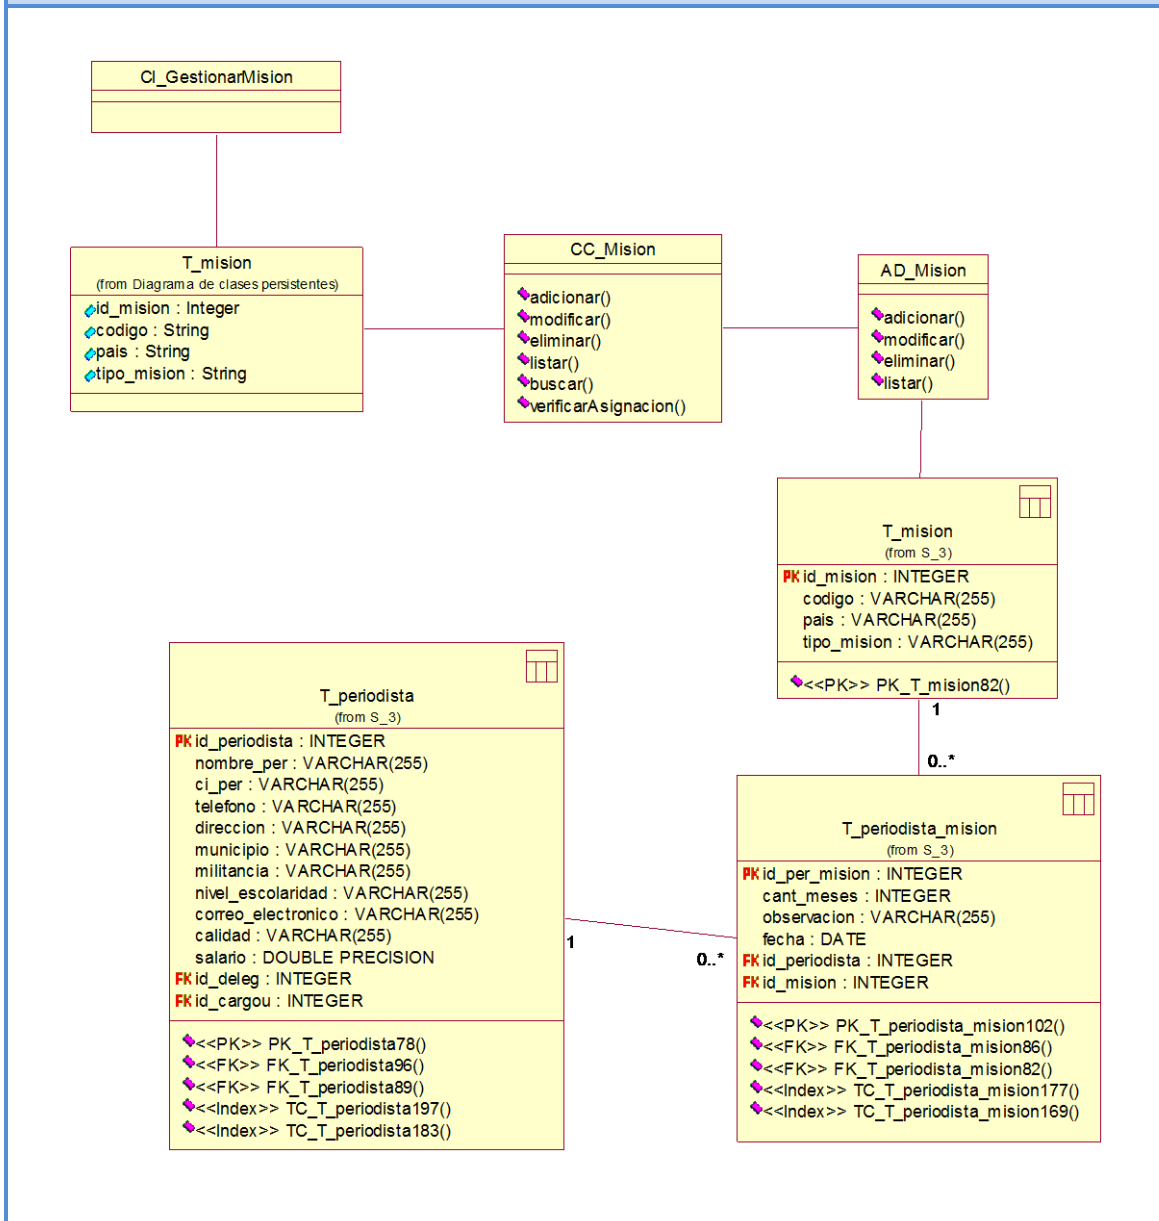 CI_GestionarMision
T_mision
(from Diagrama de clases persistentes)
id_mision : Integer
codigo : String
pais : String
tipo_mision : String
CC_Mision
adicionar()
modificar()
eliminar()
listar()
buscar()
verificarAsignacion()
AD_Mision
adicionar()
modificar()
eliminar()
listar()
T_mision
(from S_3)
PK id_mision : INTEGER
codigo : VARCHAR(255)
pais : VARCHAR(255)
tipo_mision : VARCHAR(255)
<<PK>> PK_T_mision82()
1
0..*
T_periodista
(from S_3)
PK id_periodista : INTEGER
nombre_per : VARCHAR(255)
ci_per : VARCHAR(255)
telefono : VARCHAR(255)
direccion : VARCHAR(255)
municipio : VARCHAR(255)
militancia : VARCHAR(255)
nivel_escolaridad : VARCHAR(255)
correo_electronico : VARCHAR(255)
calidad : VARCHAR(255)
salario : DOUBLE PRECISION
FK id_deleg : INTEGER
FK id_cargou : INTEGER
<<PK>> PK_T_periodista78()
<<FK>> FK_T_periodista96()
<<FK>> FK_T_periodista89()
<<Index>> TC_T_periodista197()
<<Index>> TC_T_periodista183()
1
0..*
T_periodista_mision
(from S_3)
PK id_per_mision : INTEGER
cant_meses : INTEGER
observacion : VARCHAR(255)
fecha : DATE
FK id_periodista : INTEGER
FK id_mision : INTEGER
<<PK>> PK_T_periodista_mision102()
<<FK>> FK_T_periodista_mision86()
<<FK>> FK_T_periodista_mision82()
<<Index>> TC_T_periodista_mision177()
<<Index>> TC_T_periodista_mision169()